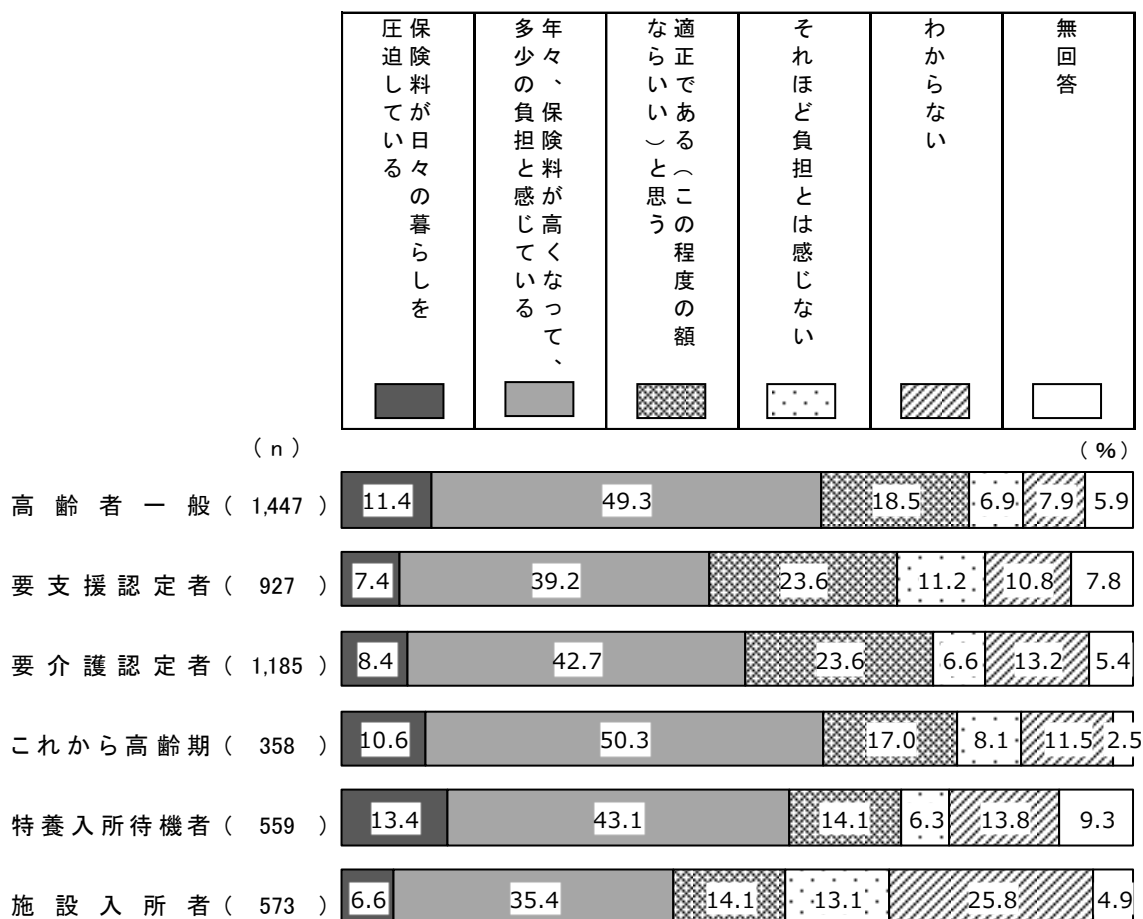 保険料が日々の暮らしを
圧迫している
年々、保険料が高くなって、
多少の負担と感じている
適正である（この程度の額
ならいい）と思う
それほど負担とは感じない
わからない
無回答
（n）
（%）
高齢者一般（ 1,447 ） 11.4 49.3 18.5 6.9 7.9 5.9
要支援認定者（ 927 ） 7.4 39.2 23.6 11.2 10.8 7.8
要介護認定者（ 1,185 ） 8.4 42.7 23.6 6.6 13.2 5.4
これから高齢期（ 358 ） 10.6 50.3 17.0 8.1 11.5 2.5
特養入所待機者（ 559 ） 13.4 43.1 14.1 6.3 13.8 9.3
施設入所者（ 573 ） 6.6 35.4 14.1 13.1 25.8 4.9